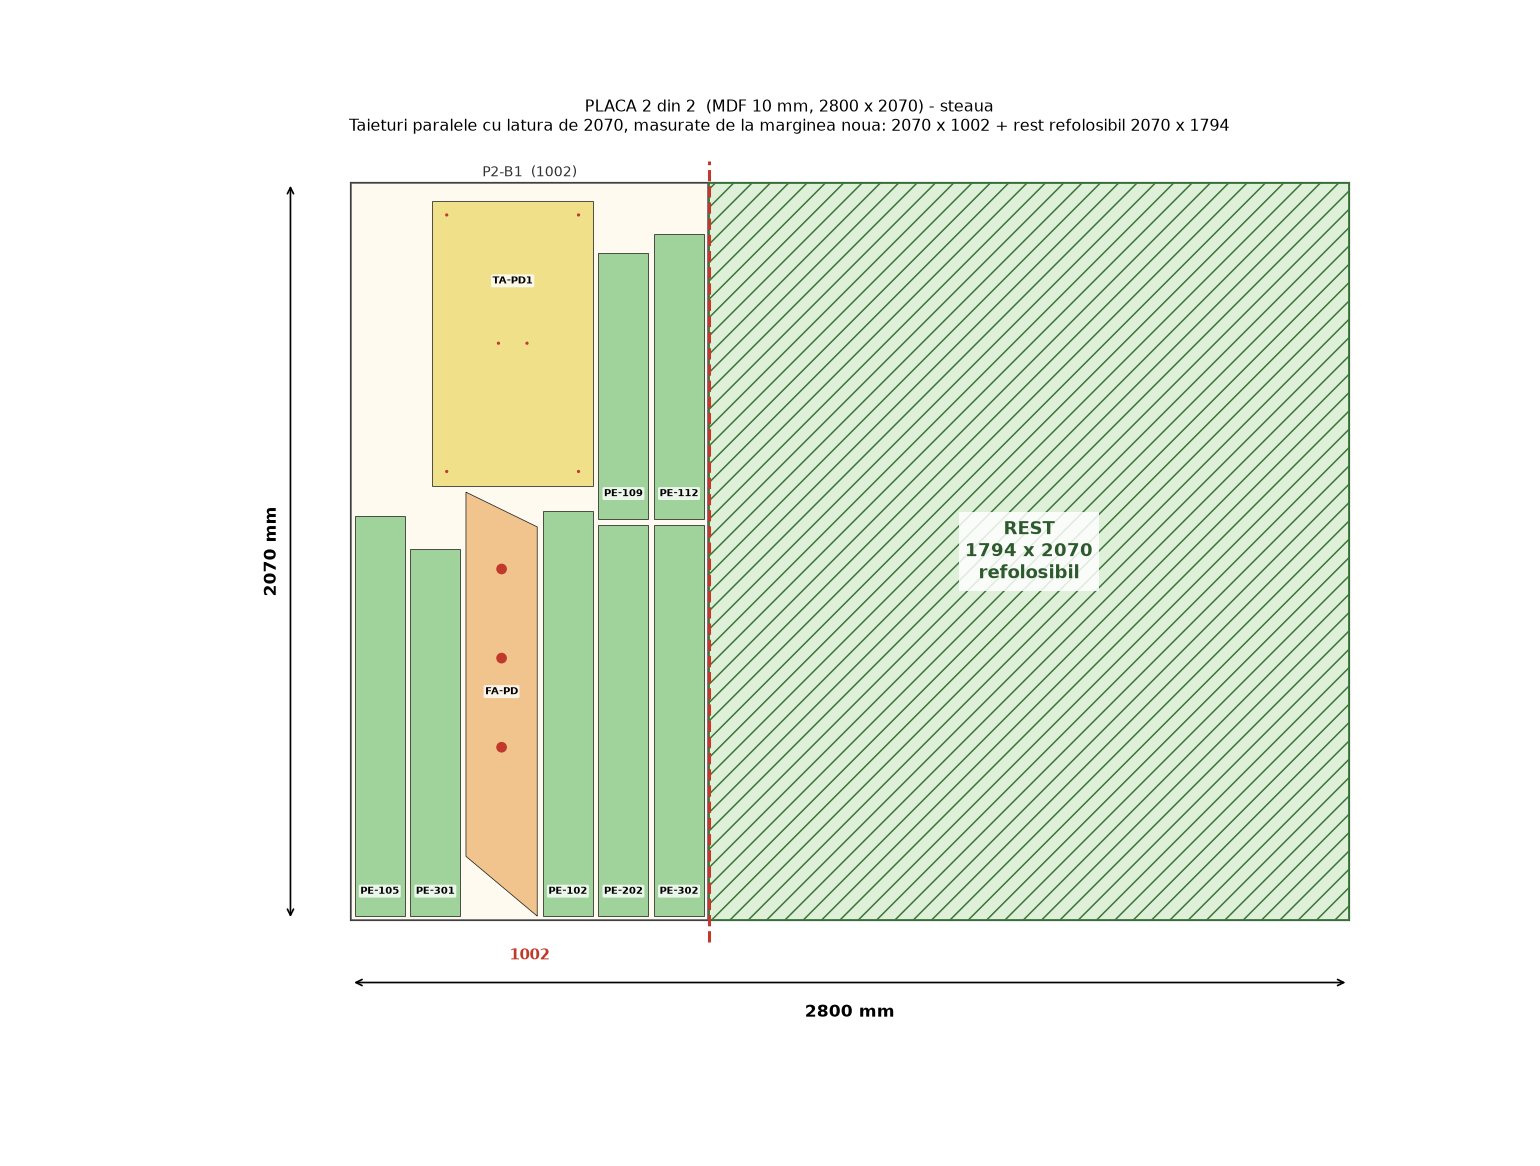 PLACA 2 din 2  (MDF 10 mm, 2800 x 2070) - steaua
Taieturi paralele cu latura de 2070, masurate de la marginea noua: 2070 x 1002 + rest refolosibil 2070 x 1794
P2-B1  (1002)
TA-PD1
PE-109
PE-112
2070 mm
REST
1794 x 2070
refolosibil
FA-PD
PE-105
PE-301
PE-102
PE-202
PE-302
1002
2800 mm